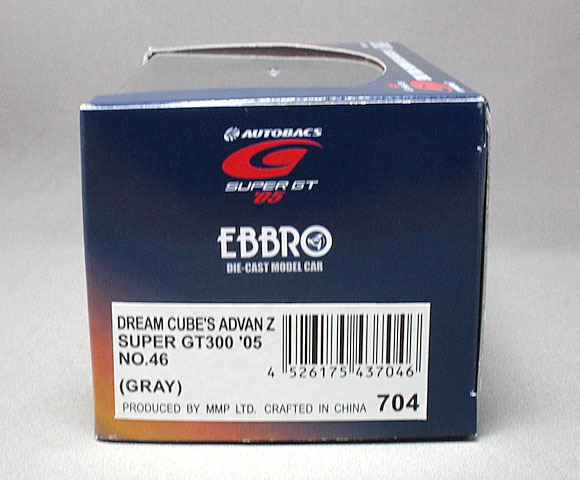 AUTOBACS
SUPER GT
'05
EBBRO
DIE-CAST MODEL CAR
DREAM CUBE'S ADVAN Z
SUPER GT300 '05
NO.46
(GRAY)
4 526175 437046
PRODUCED BY MMP LTD. CRAFTED IN CHINA 704